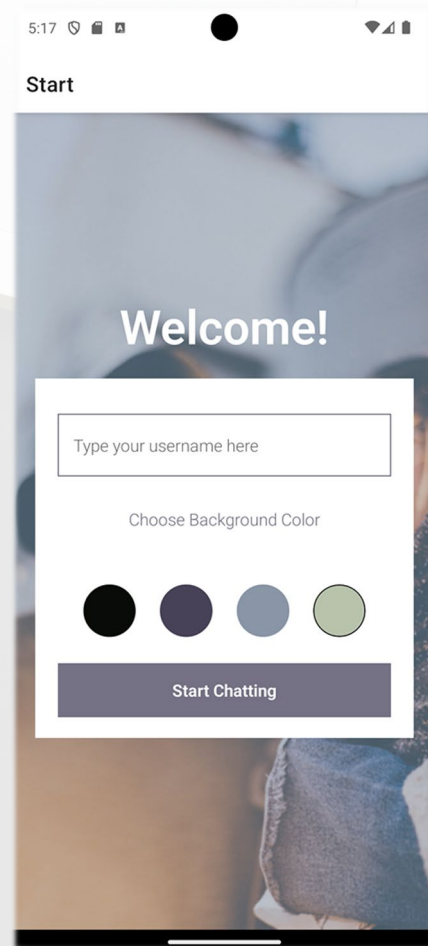 5:17
Start
Welcome!
Type your username here
Choose Background Color
Start Chatting